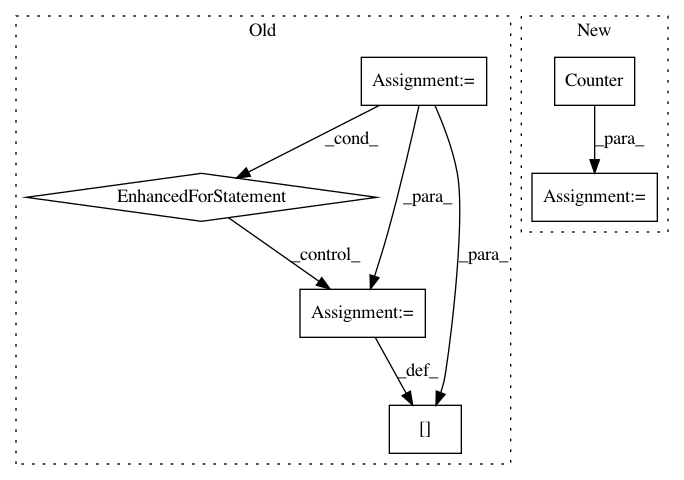 Old
New
Assignment:=
Counter
_cond_
_para_
EnhancedForStatement
Assignment:=
_para_
_control_
_para_
Assignment:=
_def_
[]